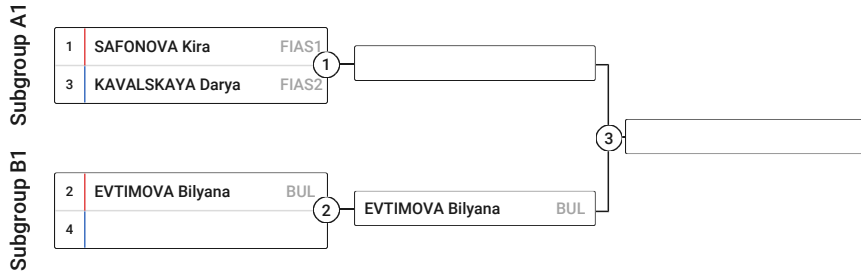 Subgroup A1
1 SAFONOVA Kira FIAS1
3 KAVALSKAYA Darya FIAS2
1
3
Subgroup B1
2 EVTIMOVA Bilyana BUL
4
2
EVTIMOVA Bilyana BUL